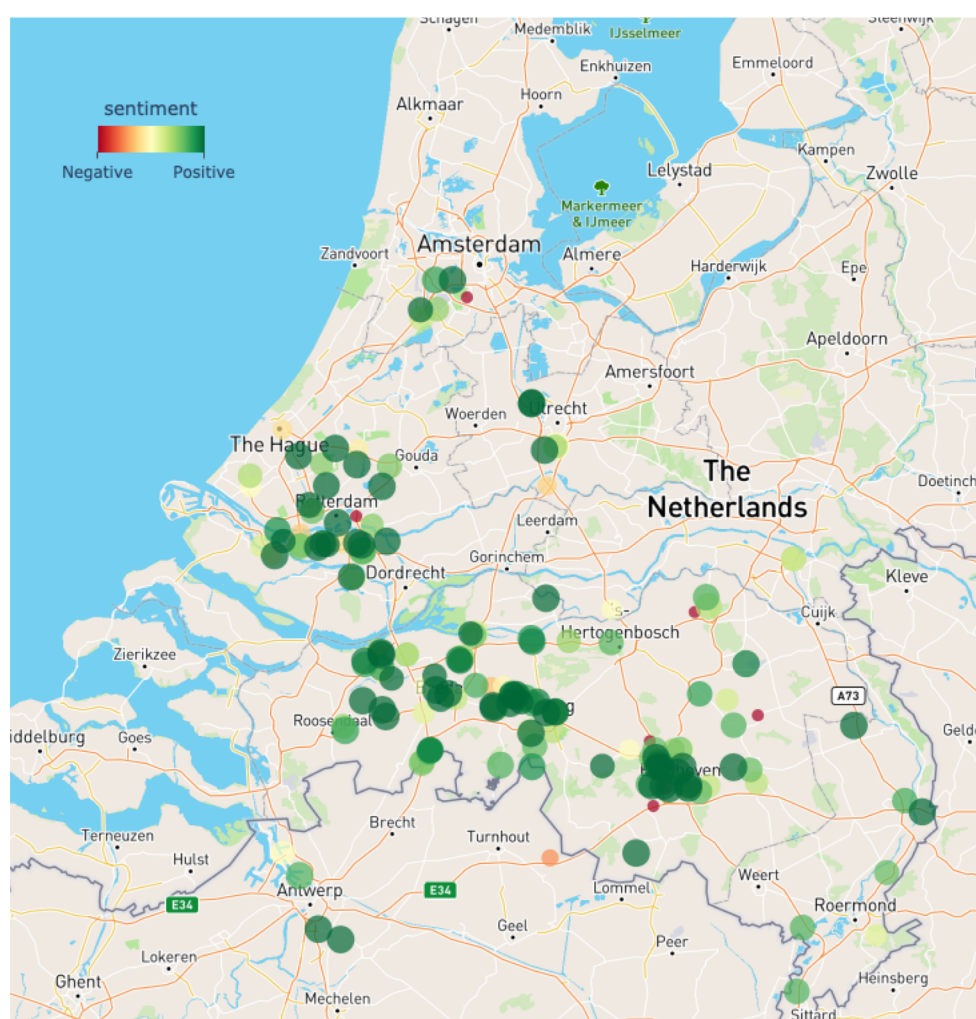 Schagen
Medemblik
IJsselmeer
Steenwijk
Enkhuizen
Emmeloord
sentiment
Alkmaar
Hoorn
Negative
Positive
Kampen
Lelystad
Zwolle
Markermeer
& IJmeer
Amsterdam
Zandvoort
Almere
Harderwijk
Epe
Apeldoorn
Amersfoort
Woerden
Utrecht
The Hague
Gouda
The
Netherlands
Doetinch
Rotterdam
Leerdam
Gorinchem
Dordrecht
Kleve
's-
Hertogenbosch
Cuijk
Zierikzee
A73
Roosendaal
iddelburg
Goes
Geld
g
Terneuzen
Brecht
Turnhout
Hulst
Weert
Antwerp
E34
E34
Lommel
Roermond
Geel
Peer
Lokeren
Heinsberg
Ghent
Mechelen
Sittard